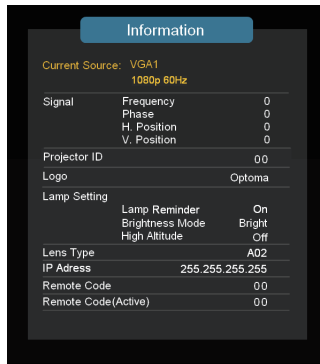 Information
Current Source: VGA1
1080p 60Hz
Signal Frequency 0
Phase 0
H. Position 0
V. Position 0
Projector ID 00
Logo Optoma
Lamp Setting
Lamp Reminder On
Brightness Mode Bright
High Altitude Off
Lens Type A02
IP Adress 255.255.255.255
Remote Code 00
Remote Code(Active) 00